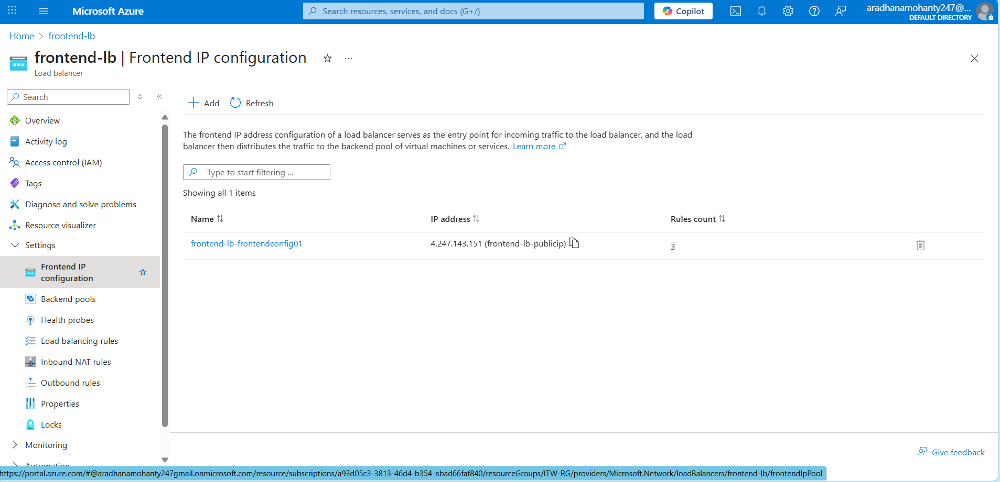 Microsoft Azure
Search resources, services, and docs (G+/)
Copilot
aradhanamohanty247@...
DEFAULT DIRECTORY
Home > frontend-lb
frontend-lb | Frontend IP configuration
Load balancer
Search
Overview
Activity log
Access control (IAM)
Tags
Diagnose and solve problems
Resource visualizer
Settings
Frontend IP
configuration
Backend pools
Health probes
Load balancing rules
Inbound NAT rules
Outbound rules
Properties
Locks
Monitoring
Automation
Add
Refresh
The frontend IP address configuration of a load balancer serves as the entry point for incoming traffic to the load balancer, and the load
balancer then distributes the traffic to the backend pool of virtual machines or services. Learn more
Type to start filtering ...
Showing all 1 items
Name IP address Rules count
frontend-lb-frontendconfig01 4.247.143.151 (frontend-lb-publicip) 3
Give feedback
https://portal.azure.com/#@aradhanamohanty247gmail.onmicrosoft.com/resource/subscriptions/a93d05c3-3813-46d4-b354-abad66faf840/resourceGroups/ITW-RG/providers/Microsoft.Network/loadBalancers/frontend-lb/frontendIpPool